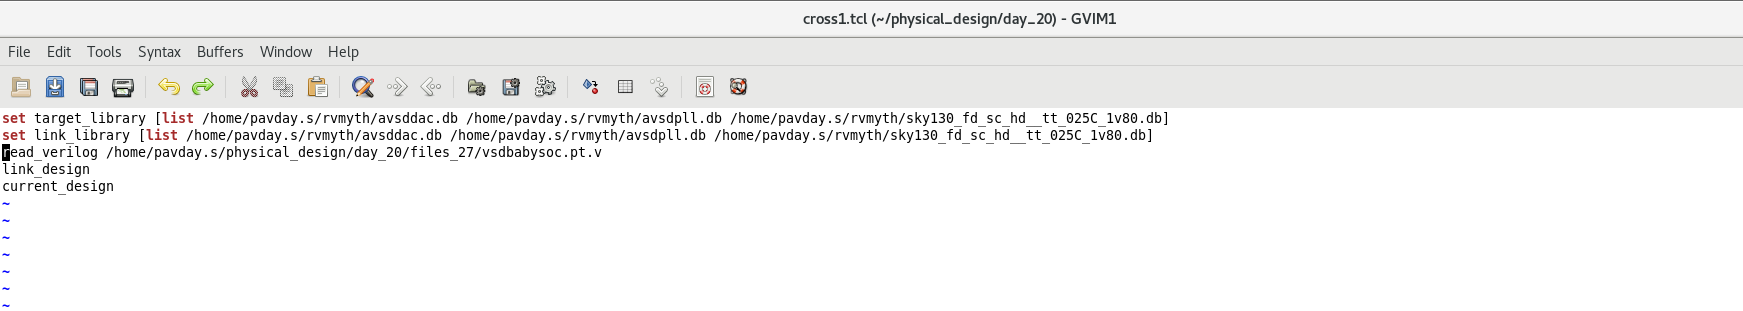 cross1.tcl (~/physical_design/day_20) - GVIM1
File Edit Tools Syntax Buffers Window Help
set target_library [list /home/pavday.s/rvmyth/avsddac.db /home/pavday.s/rvmyth/avsdpll.db /home/pavday.s/rvmyth/sky130_fd_sc_hd__tt_025C_1v80.db]
set link_library [list /home/pavday.s/rvmyth/avsddac.db /home/pavday.s/rvmyth/avsdpll.db /home/pavday.s/rvmyth/sky130_fd_sc_hd__tt_025C_1v80.db]
read_verilog /home/pavday.s/physical_design/day_20/files_27/vsdbabysoc.pt.v
link_design
current_design
~
~
~
~
~
~
~